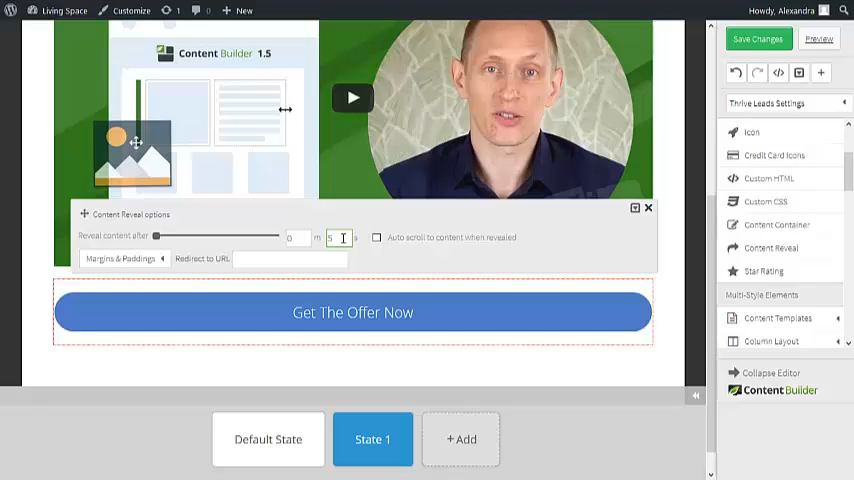 Living Space
Customize
1
0
New
Howdy, Alexandra
Content Builder 1.5
Save Changes
Preview
Thrive Leads Settings
Icon
Credit Card Icons
Custom HTML
Custom CSS
Content Container
Content Reveal
Star Rating
Multi-Style Elements
Content Templates
Column Layout
Collapse Editor
Content Builder
Content Reveal options
Reveal content after 0 m 5 s Auto scroll to content when revealed
Margins & Paddings Redirect to URL
Get The Offer Now
Default State
State 1
+ Add